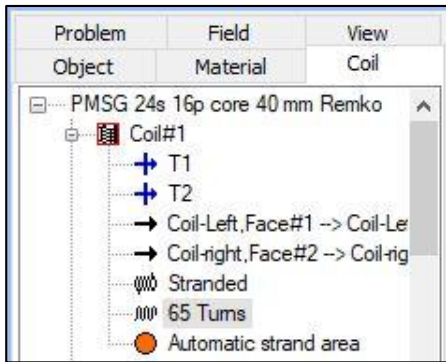 Problem Field View
Object Material Coil
PMSG 24s 16p core 40 mm Remko
Coil#1
T1
T2
Coil-Left,Face#1 --> Coil-Le
Coil-right,Face#2 --> Coil-rig
Stranded
65 Turns
Automatic strand area